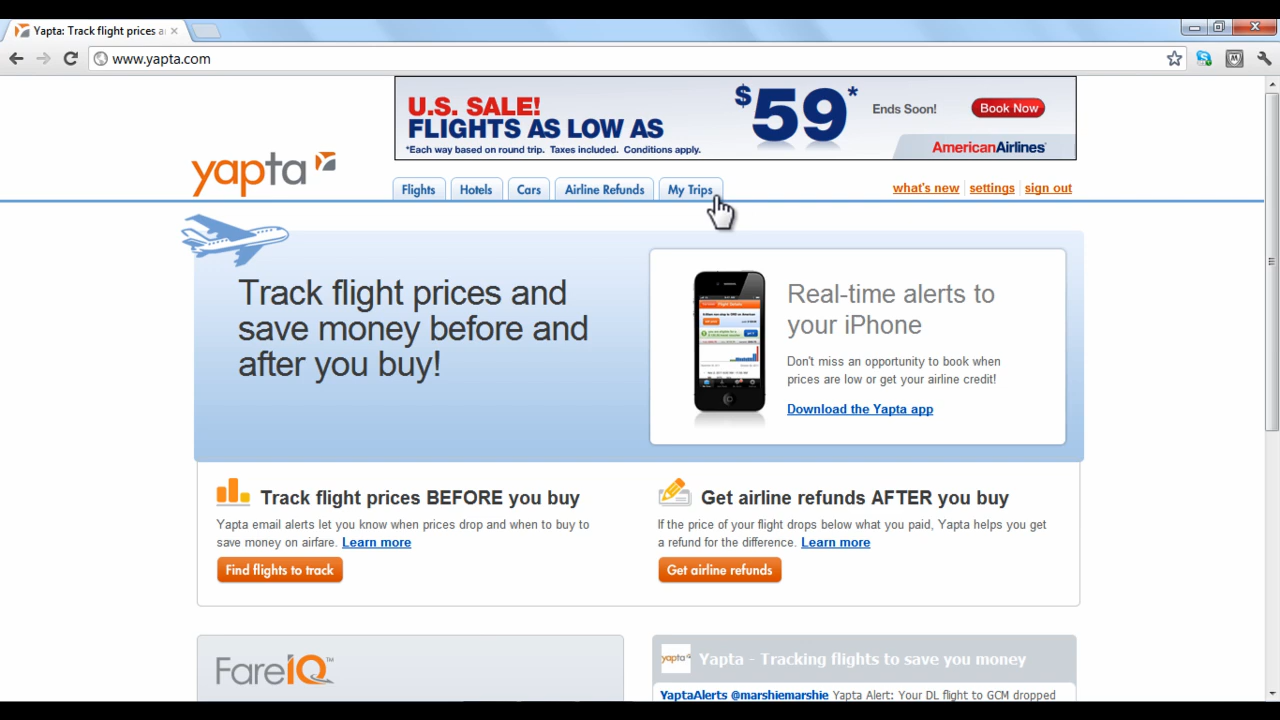 Yapta: Track flight prices a
www.yapta.com
U.S. SALE!
FLIGHTS AS LOW AS
$59*
Ends Soon!
Book Now
*Each way based on round trip. Taxes included. Conditions apply.
AmericanAirlines
yapta
Flights
Hotels
Cars
Airline Refunds
My Trips
what's new
settings
sign out
Track flight prices and
save money before and
after you buy!
Real-time alerts to
your iPhone
Don't miss an opportunity to book when
prices are low or get your airline credit!
Download the Yapta app
Track flight prices BEFORE you buy
Yapta email alerts let you know when prices drop and when to buy to
save money on airfare. Learn more
Find flights to track
Get airline refunds AFTER you buy
If the price of your flight drops below what you paid, Yapta helps you get
a refund for the difference. Learn more
Get airline refunds
FareIQ™
yapta
Yapta - Tracking flights to save you money
YaptaAlerts @marshiemarshie Yapta Alert: Your DL flight to GCM dropped